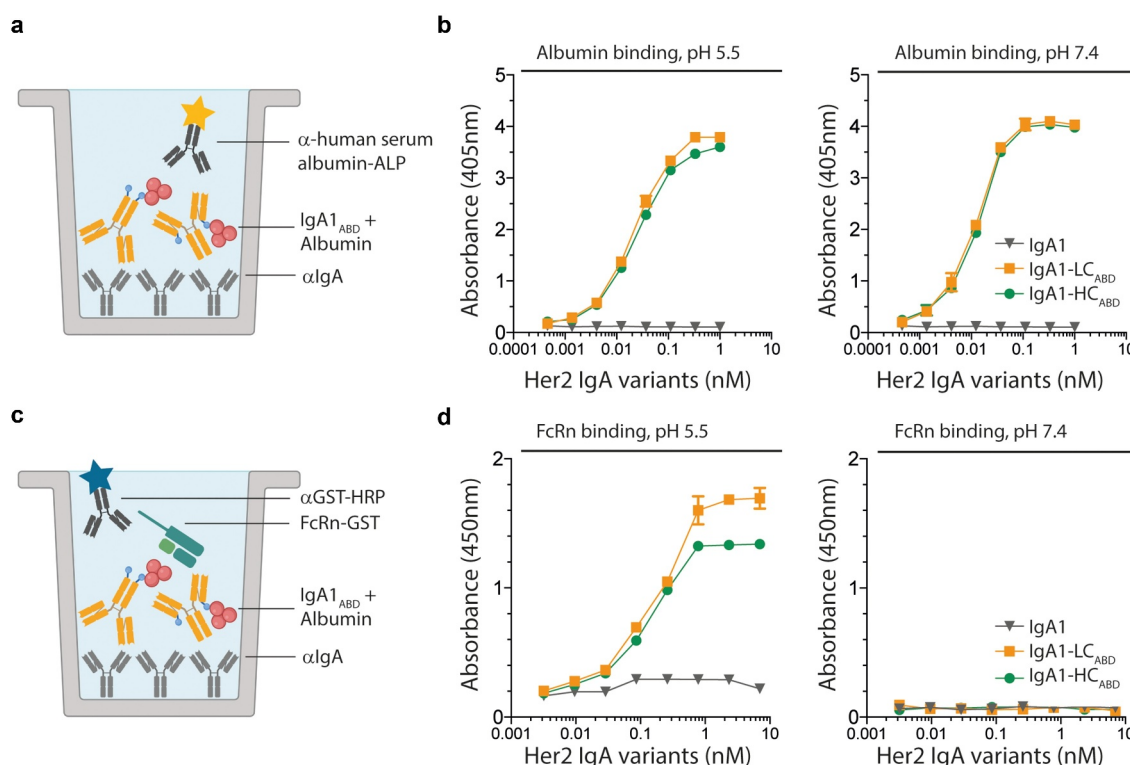 a
α-human serum
albumin-ALP
IgA1ABD +
Albumin
αIgA
b
Albumin binding, pH 5.5
Absorbance (405nm)
5
4
3
2
1
0
0.0001 0.001 0.01 0.1 1 10
Her2 IgA variants (nM)
Albumin binding, pH 7.4
Absorbance (405nm)
5
4
3
2
1
0
IgA1
IgA1-LCABD
IgA1-HCABD
0.0001 0.001 0.01 0.1 1 10
Her2 IgA variants (nM)
c
αGST-HRP
FcRn-GST
IgA1ABD +
Albumin
αIgA
d
FcRn binding, pH 5.5
Absorbance (450nm)
2
1
0
0.001 0.01 0.1 1 10
Her2 IgA variants (nM)
FcRn binding, pH 7.4
Absorbance (450nm)
2
1
0
IgA1
IgA1-LCABD
IgA1-HCABD
0.001 0.01 0.1 1 10
Her2 IgA variants (nM)